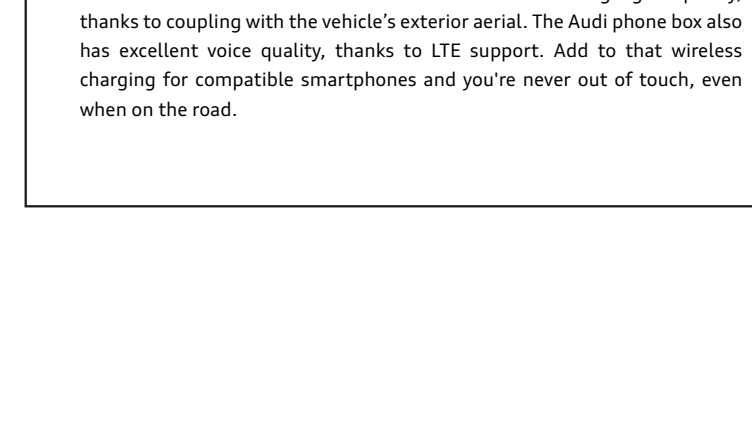 thanks to coupling with the vehicle’s exterior aerial. The Audi phone box also
has excellent voice quality, thanks to LTE support. Add to that wireless
charging for compatible smartphones and you're never out of touch, even
when on the road.